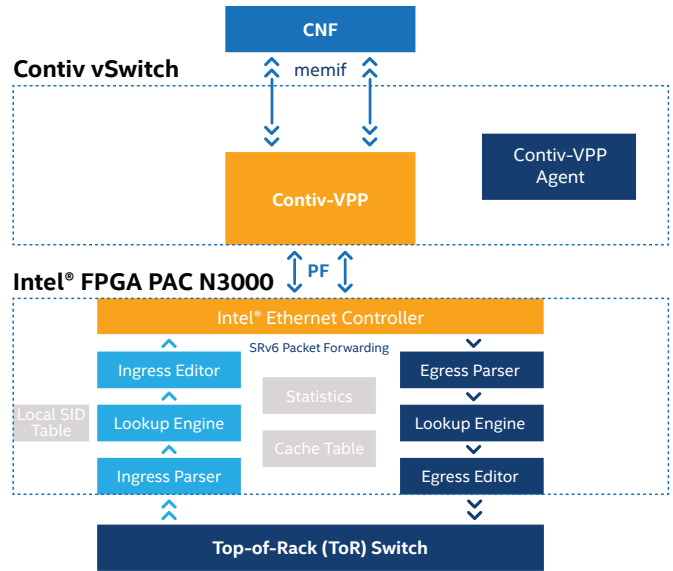 CNF
Contiv vSwitch
memif
Contiv-VPP
Agent
Contiv-VPP
PF
Intel® FPGA PAC N3000
Intel® Ethernet Controller
SRv6 Packet Forwarding
Ingress Editor
Egress Parser
Statistics
Local SID
Table
Lookup Engine
Lookup Engine
Cache Table
Ingress Parser
Egress Editor
Top-of-Rack (ToR) Switch